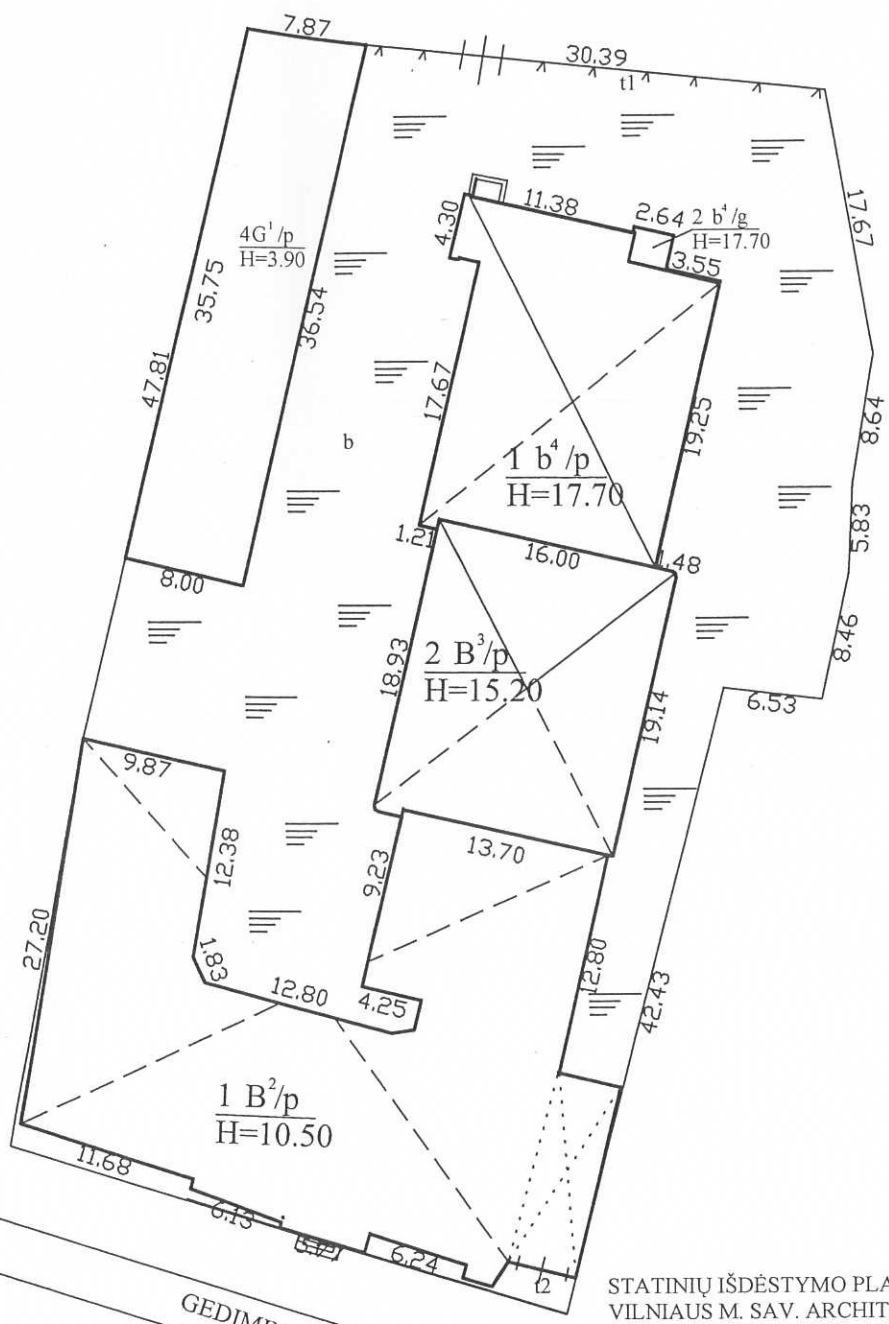 7.87
30.39
t1
17.67
11.38
2.64
2 b⁴/g
H=17.70
4.30
3.55
4G¹/p
H=3.90
35.75
36.54
47.81
17.67
19.25
8.64
b
1 b⁴/p
H=17.70
5.83
1.21
16.00
1.48
8.00
8.46
18.93
2 B³/p
H=15.20
6.53
19.14
9.87
13.70
12.38
9.23
27.20
1.83
12.80
4.25
12.80
42.43
1 B²/p
H=10.50
11.68
6.13
6.24
t2
STATINIŲ IŠDĖSTYMO PLA
VILNIAUS M. SAV. ARCHIT